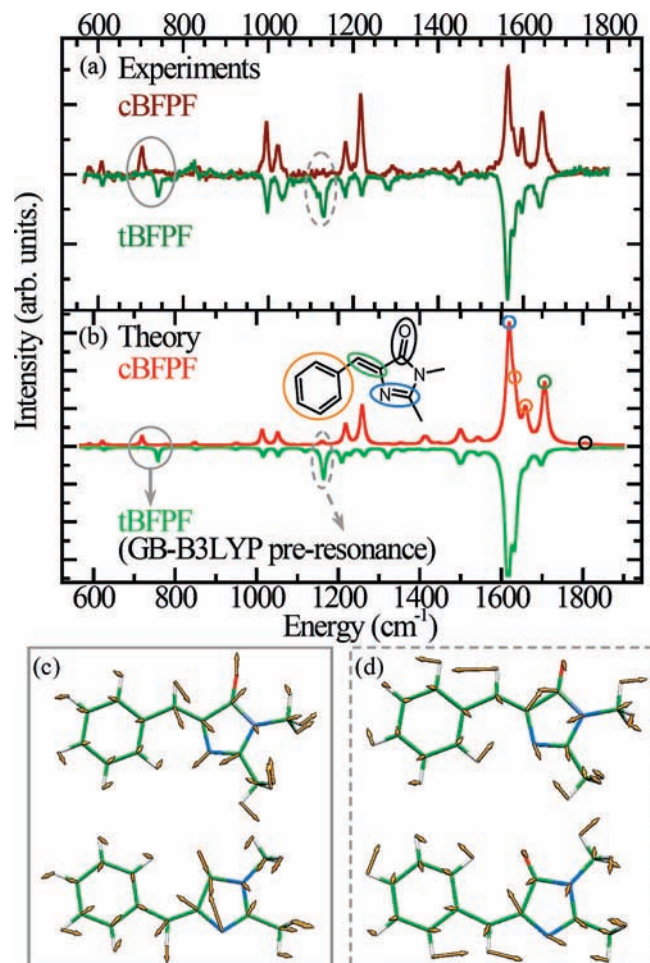 600 800 1000 1200 1400 1600 1800
(a) Experiments
cBFPF
tBFPF
Intensity (arb. units.)
(b) Theory
cBFPF
O
N
N
tBFPF
(GB-B3LYP pre-resonance)
600 800 1000 1200 1400 1600 1800
Energy (cm-1)
(c)
(d)